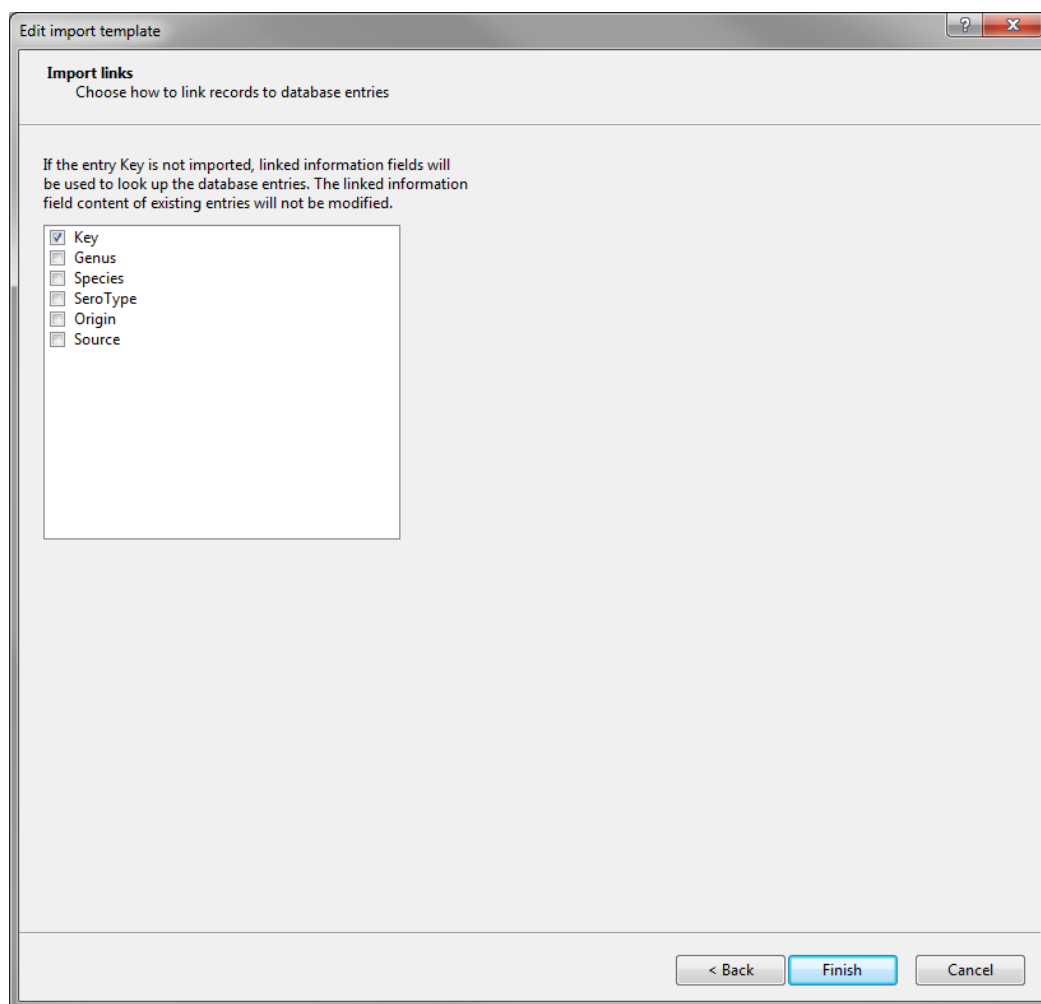 Edit import template
?
Import links
Choose how to link records to database entries
If the entry Key is not imported, linked information fields will
be used to look up the database entries. The linked information
field content of existing entries will not be modified.
Key
Genus
Species
SeroType
Origin
Source
< Back
Finish
Cancel